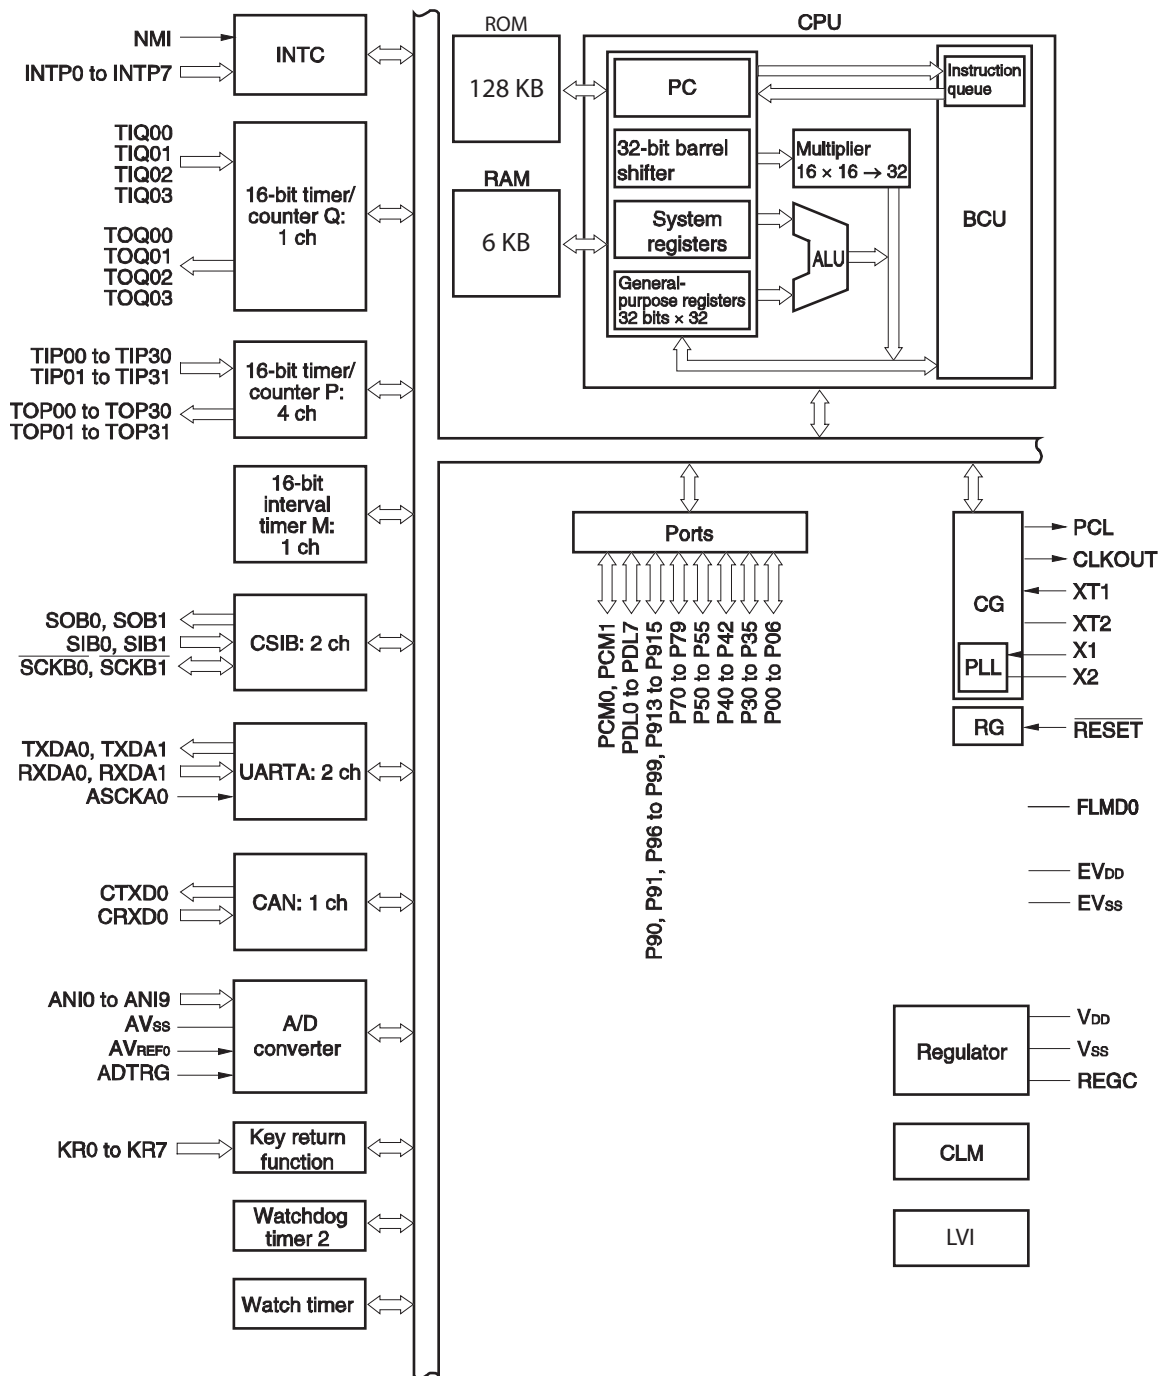 NMI
INTP0 to INTP7
INTC
TIQ00
TIQ01
TIQ02
TIQ03
TOQ00
TOQ01
TOQ02
TOQ03
16-bit timer/
counter Q:
1 ch
TIP00 to TIP30
TIP01 to TIP31
TOP00 to TOP30
TOP01 to TOP31
16-bit timer/
counter P:
4 ch
16-bit
interval
timer M:
1 ch
SOB0, SOB1
SIB0, SIB1
SCKB0, SCKB1
CSIB: 2 ch
TXDA0, TXDA1
RXDA0, RXDA1
ASCKA0
UARTA: 2 ch
CTXD0
CRXD0
CAN: 1 ch
ANI0 to ANI9
AVSS
AVREF0
ADTRG
A/D
converter
KR0 to KR7
Key return
function
Watchdog
timer 2
Watch timer
ROM
128 KB
RAM
6 KB
CPU
PC
32-bit barrel
shifter
System
registers
General-
purpose registers
32 bits × 32
Multiplier
16 × 16 → 32
ALU
Instruction
queue
BCU
Ports
PCM0, PCM1
PDL0 to PDL7
P90, P91, P96 to P99, P913 to P915
P70 to P79
P50 to P55
P40 to P42
P30 to P35
P00 to P06
CG
PLL
PCL
CLKOUT
XT1
XT2
X1
X2
RG
RESET
FLMD0
EVDD
EVSS
Regulator
VDD
VSS
REGC
CLM
LVI